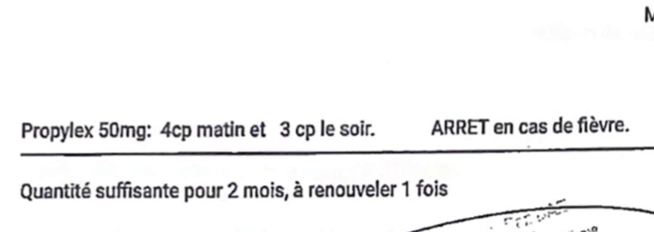 M
Propylex 50mg: 4cp matin et 3 cp le soir. ARRET en cas de fièvre.
Quantité suffisante pour 2 mois, à renouveler 1 fois